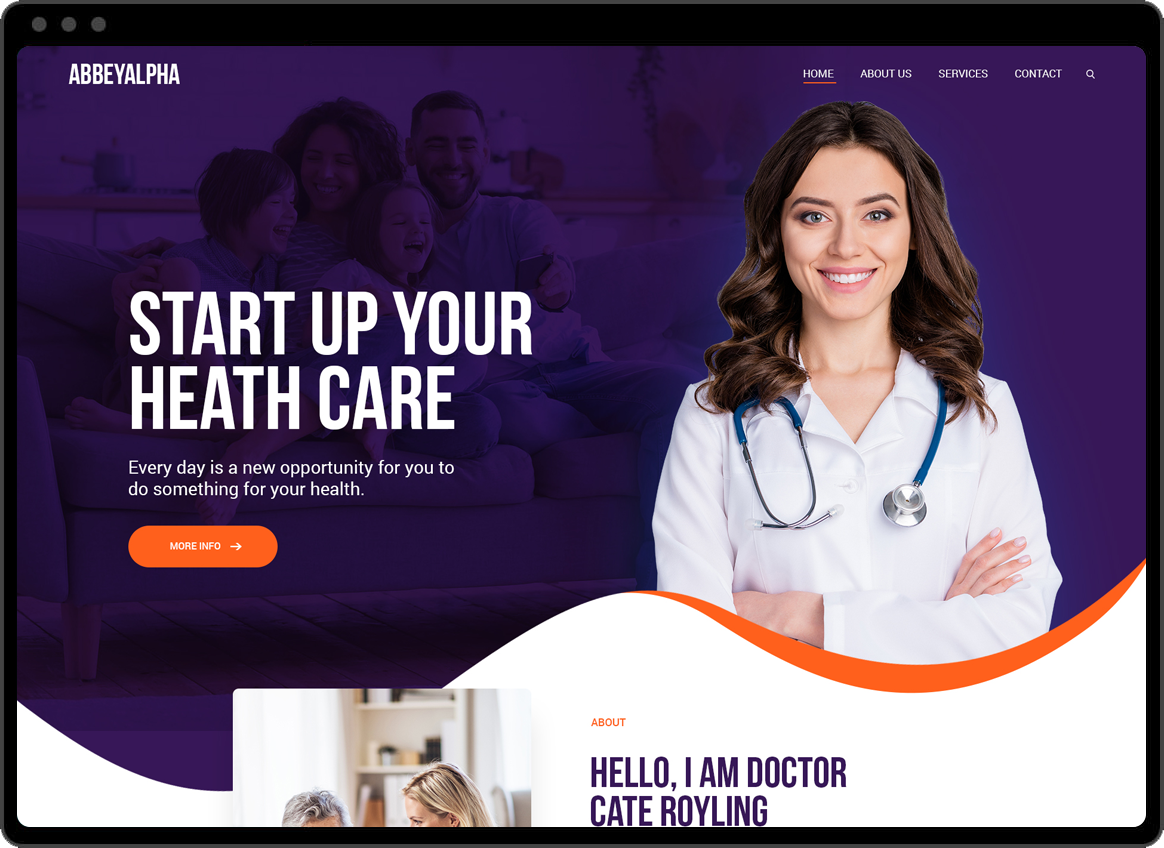 ABBEYALPHA
HOME ABOUT US SERVICES CONTACT
START UP YOUR
HEATH CARE
Every day is a new opportunity for you to
do something for your health.
MORE INFO
ABOUT
HELLO, I AM DOCTOR
CATE ROYLING